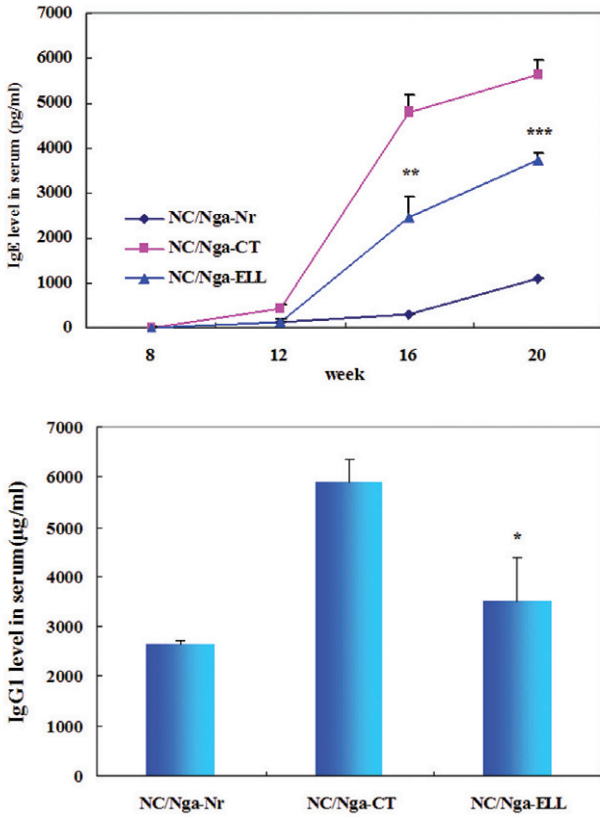 7000
6000
5000
4000
3000
2000
1000
0
IgE level in serum (pg/ml)
**
***
NC/Nga-Nr
NC/Nga-CT
NC/Nga-ELL
8 12 16 20
week
7000
6000
5000
4000
3000
2000
1000
0
IgG1 level in serum(µg/ml)
*
NC/Nga-Nr NC/Nga-CT NC/Nga-ELL